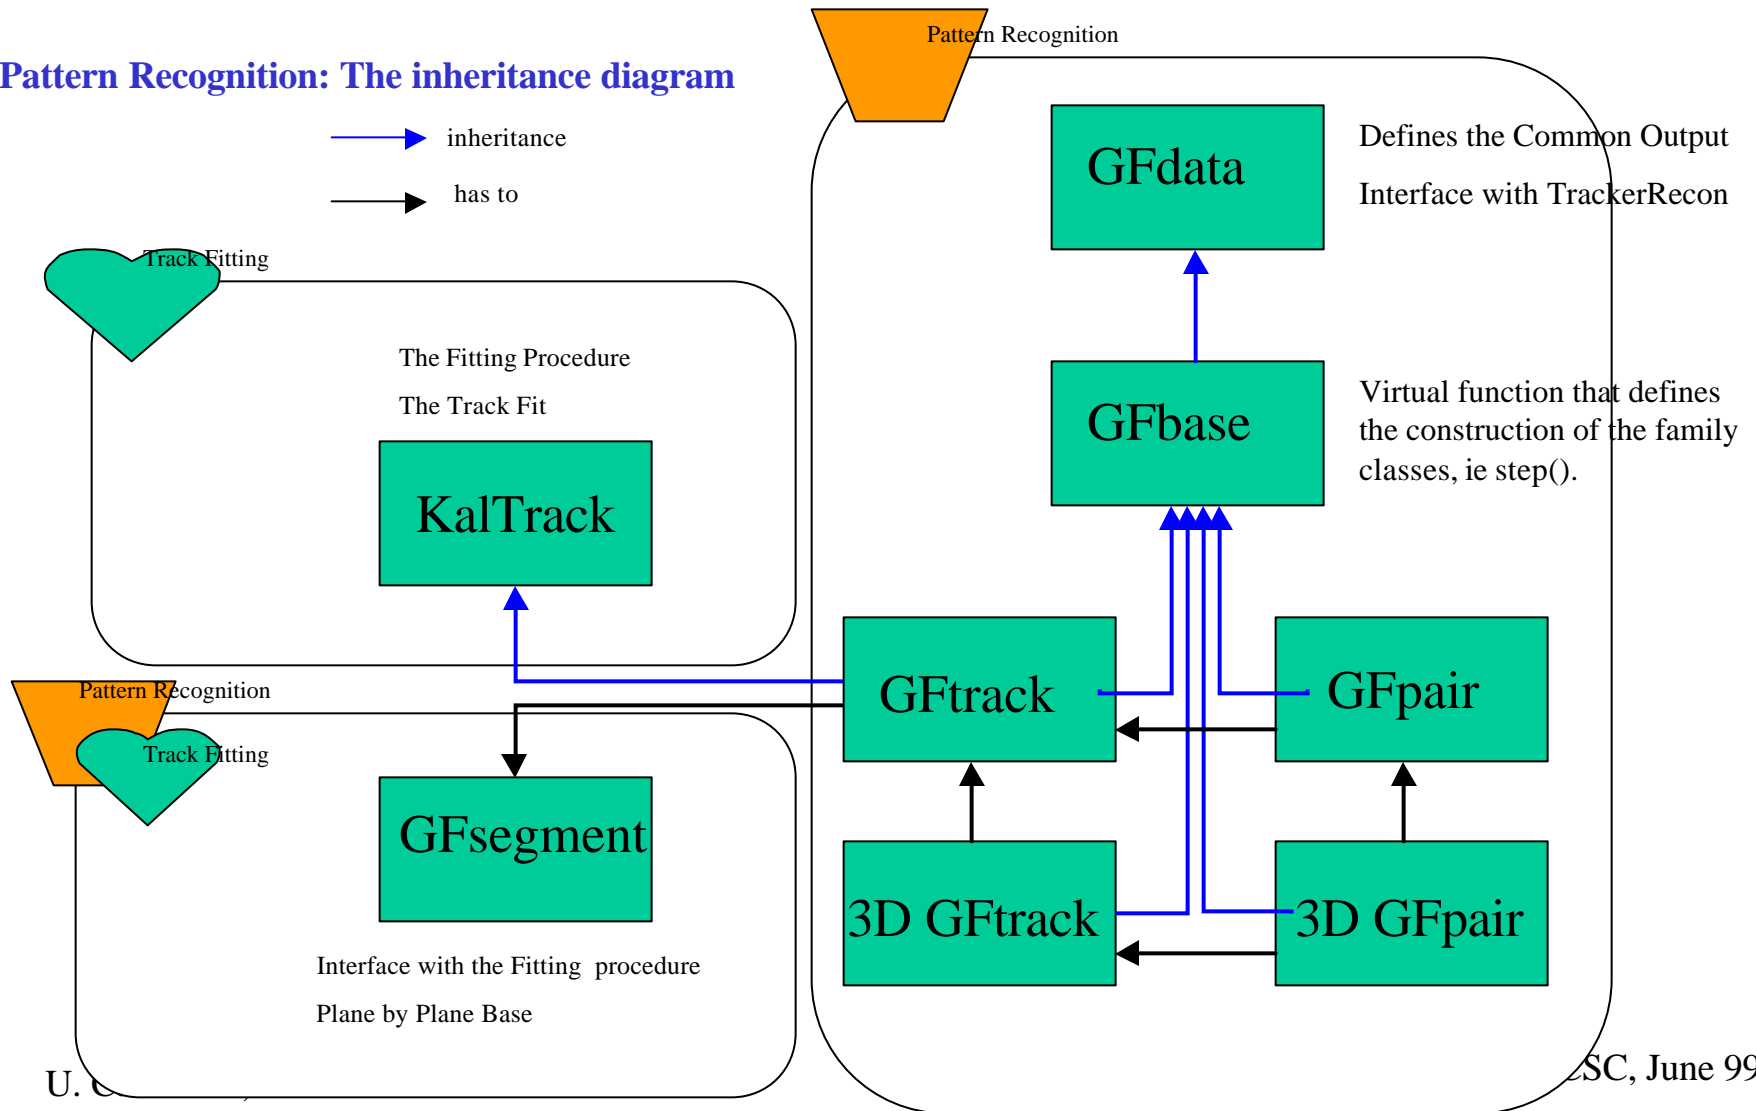 Pattern Recognition
Pattern Recognition: The inheritance diagram
inheritance
has to
GFdata
Defines the Common Output
Interface with TrackerRecon
Track Fitting
The Fitting Procedure
The Track Fit
KalTrack
GFbase
Virtual function that defines
the construction of the family
classes, ie step().
Pattern Recognition
Track Fitting
GFtrack
GFpair
GFsegment
3D GFtrack
3D GFpair
Interface with the Fitting procedure
Plane by Plane Base
U.
SC, June 99